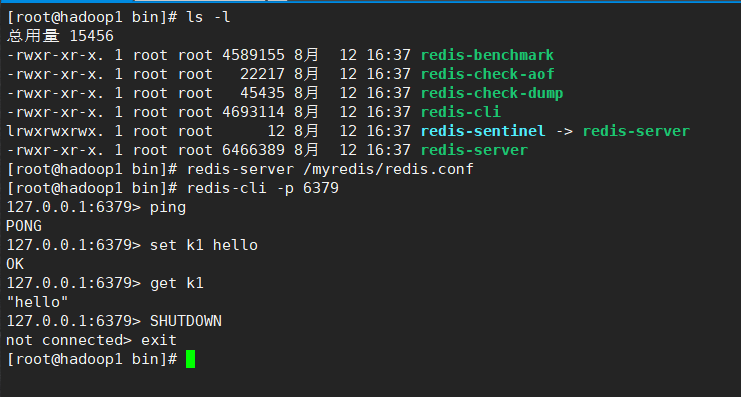 [root@hadoop1 bin]# ls -l
总用量 15456
-rwxr-xr-x. 1 root root 4589155 8月  12 16:37 redis-benchmark
-rwxr-xr-x. 1 root root   22217 8月  12 16:37 redis-check-aof
-rwxr-xr-x. 1 root root   45435 8月  12 16:37 redis-check-dump
-rwxr-xr-x. 1 root root 4693114 8月  12 16:37 redis-cli
lrwxrwxrwx. 1 root root      12 8月  12 16:37 redis-sentinel -> redis-server
-rwxr-xr-x. 1 root root 6466389 8月  12 16:37 redis-server
[root@hadoop1 bin]# redis-server /myredis/redis.conf
[root@hadoop1 bin]# redis-cli -p 6379
127.0.0.1:6379> ping
PONG
127.0.0.1:6379> set k1 hello
OK
127.0.0.1:6379> get k1
"hello"
127.0.0.1:6379> SHUTDOWN
not connected> exit
[root@hadoop1 bin]#